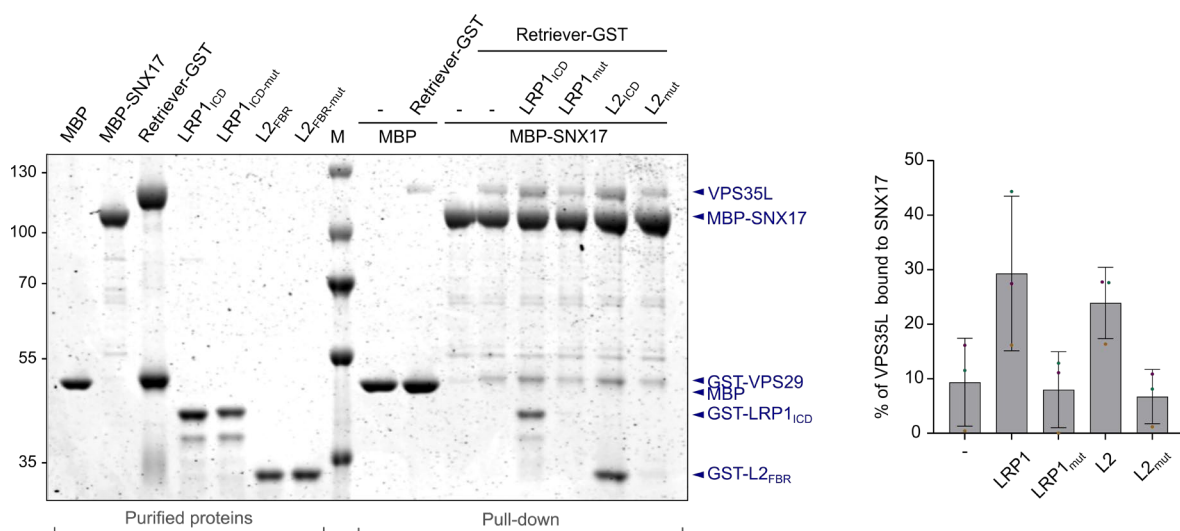 Retriever-GST
MBP
MBP-SNX17
Retriever-GST
LRP1ICD
LRP1ICD-mut
L2FBR
L2FBR-mut
M
-
Retriever-GST
-
-
LRP1ICD
LRP1mut
L2ICD
L2mut
MBP
MBP-SNX17
130
100
70
55
35
VPS35L
MBP-SNX17
GST-VPS29
MBP
GST-LRP1ICD
GST-L2FBR
Purified proteins
Pull-down
% of VPS35L bound to SNX17
50
40
30
20
10
0
-
LRP1
LRP1mut
L2
L2mut